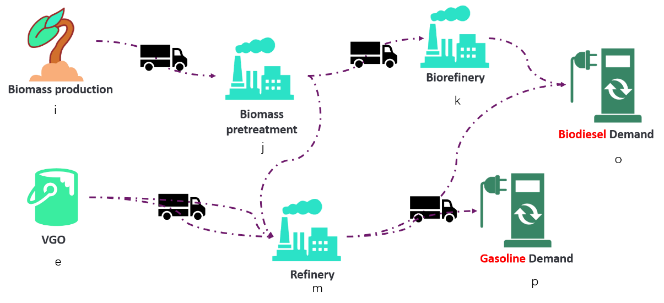 Biomass production
i
Biomass
pretreatment
j
Biorefinery
k
Biodiesel Demand
o
VGO
e
Refinery
m
Gasoline Demand
p